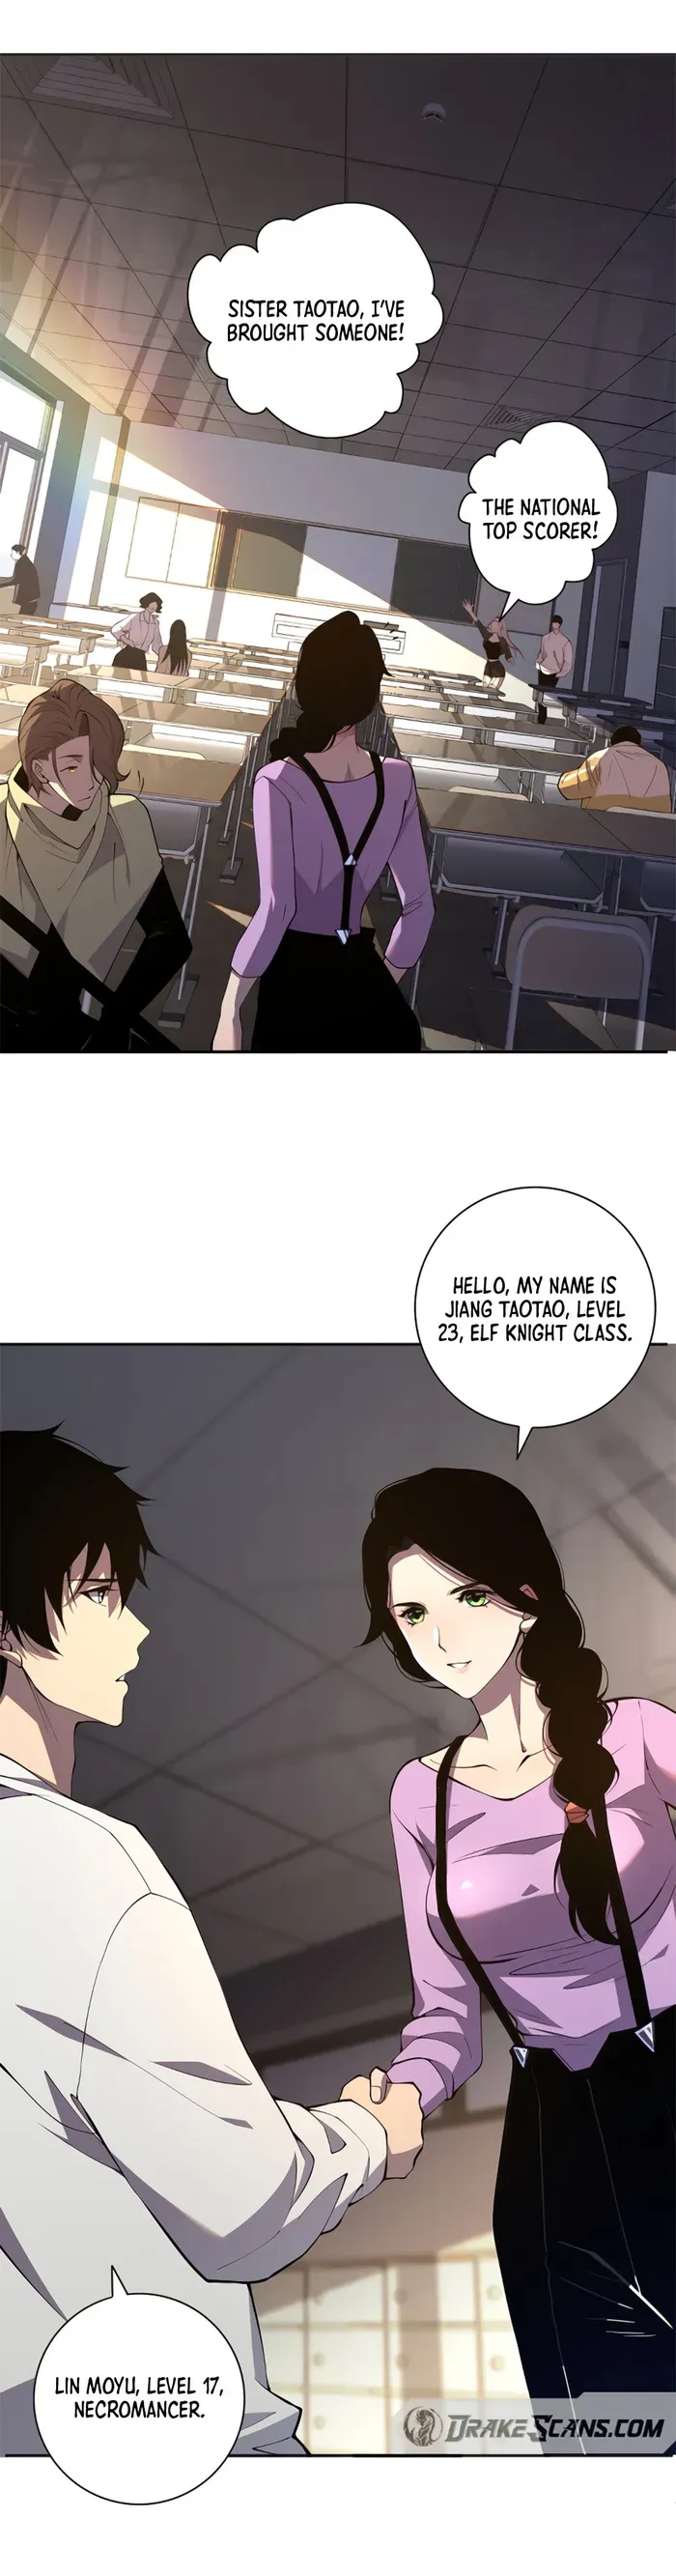 SISTER TAOTAO, I'VE
BROUGHT SOMEONE!
THE NATIONAL
TOP SCORER!
HELLO, MY NAME IS
JIANG TAOTAO, LEVEL
23, ELF KNIGHT CLASS.
LIN MOYU, LEVEL 17,
NECROMANCER.
DRAKESCANS.COM